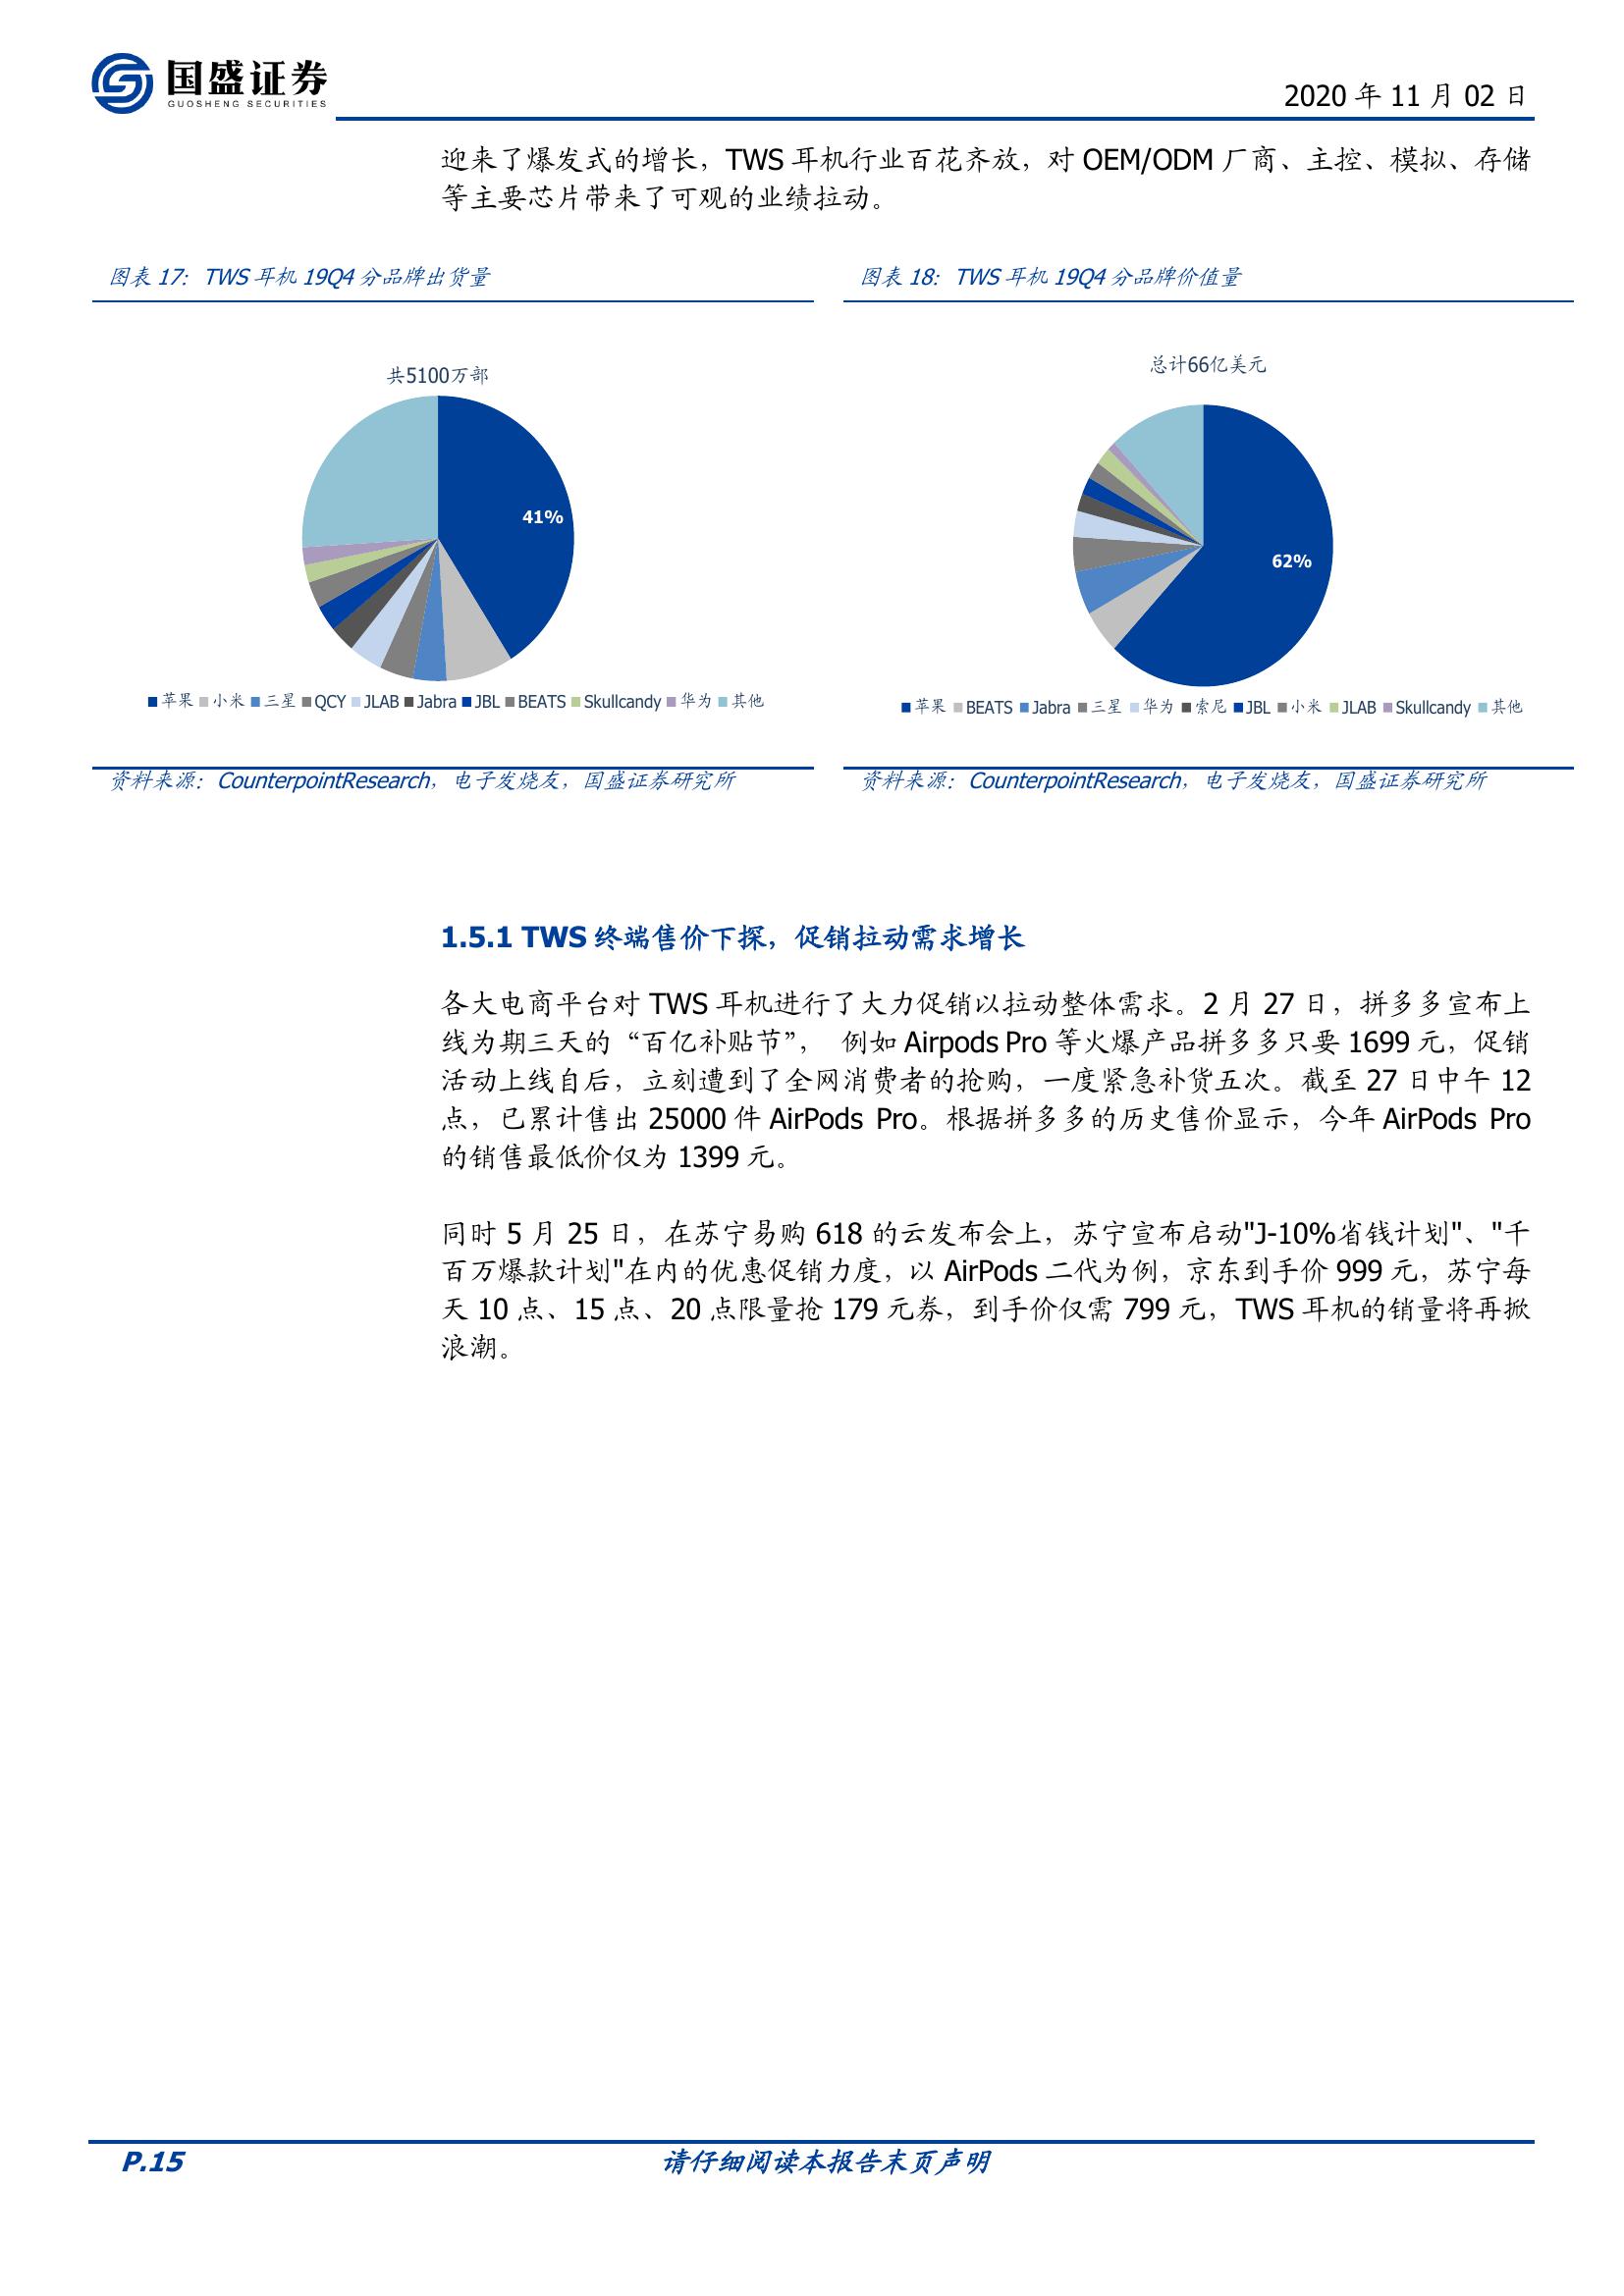 国盛证券
GUOSHENG SECURITIES
2020 年 11 月 02 日
迎来了爆发式的增长，TWS 耳机行业百花齐放，对 OEM/ODM 厂商、主控、模拟、存储
等主要芯片带来了可观的业绩拉动。
图表 17：TWS 耳机 19Q4 分品牌出货量
共5100万部
41%
苹果 小米 三星 QCY JLAB Jabra JBL BEATS Skullcandy 华为 其他
资料来源：CounterpointResearch，电子发烧友，国盛证券研究所
图表 18：TWS 耳机 19Q4 分品牌价值量
总计66亿美元
62%
苹果 BEATS Jabra 三星 华为 索尼 JBL 小米 JLAB Skullcandy 其他
资料来源：CounterpointResearch，电子发烧友，国盛证券研究所
1.5.1 TWS 终端售价下探，促销拉动需求增长
各大电商平台对 TWS 耳机进行了大力促销以拉动整体需求。2 月 27 日，拼多多宣布上
线为期三天的“百亿补贴节”， 例如 Airpods Pro 等火爆产品拼多多只要 1699 元，促销
活动上线自后，立刻遭到了全网消费者的抢购，一度紧急补货五次。截至 27 日中午 12
点，已累计售出 25000 件 AirPods Pro。根据拼多多的历史售价显示，今年 AirPods Pro
的销售最低价仅为 1399 元。
同时 5 月 25 日，在苏宁易购 618 的云发布会上，苏宁宣布启动"J-10%省钱计划"、"千
百万爆款计划"在内的优惠促销力度，以 AirPods 二代为例，京东到手价 999 元，苏宁每
天 10 点、15 点、20 点限量抢 179 元券，到手价仅需 799 元，TWS 耳机的销量将再掀
浪潮。
P.15
请仔细阅读本报告末页声明